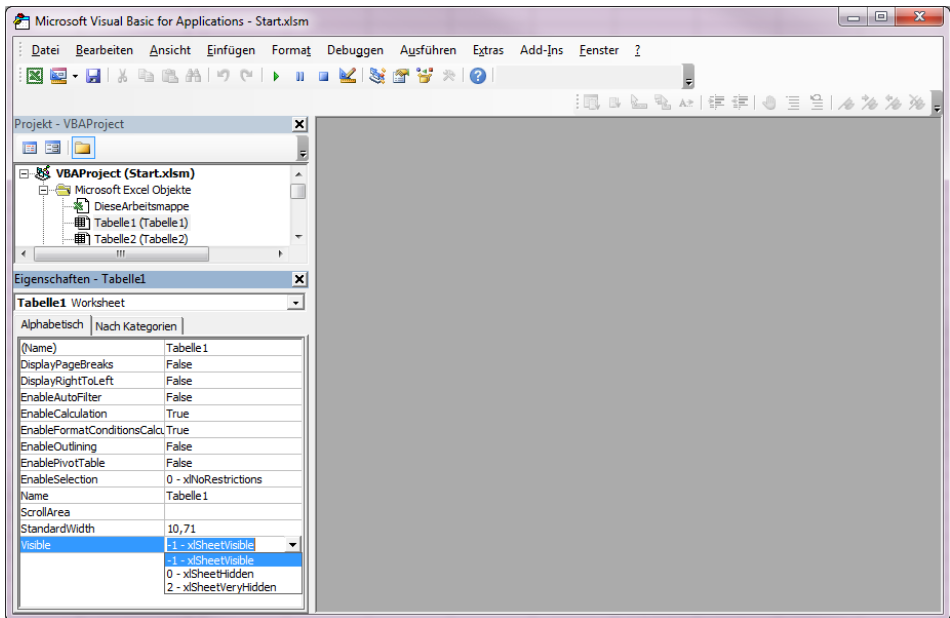 Microsoft Visual Basic for Applications - Start.xlsm
Datei Bearbeiten Ansicht Einfügen Format Debuggen Ausführen Extras Add-Ins Fenster ?
Projekt - VBAProject
VBAProject (Start.xlsm)
Microsoft Excel Objekte
DieseArbeitsmappe
Tabelle1 (Tabelle1)
Tabelle2 (Tabelle2)
Eigenschaften - Tabelle1
Tabelle1 Worksheet
Alphabetisch Nach Kategorien
(Name) Tabelle1
DisplayPageBreaks False
DisplayRightToLeft False
EnableAutoFilter False
EnableCalculation True
EnableFormatConditionsCalcu True
EnableOutlining False
EnablePivotTable False
EnableSelection 0 - xlNoRestrictions
Name Tabelle1
ScrollArea
StandardWidth 10,71
Visible -1 - xlSheetVisible
-1 - xlSheetVisible
0 - xlSheetHidden
2 - xlSheetVeryHidden